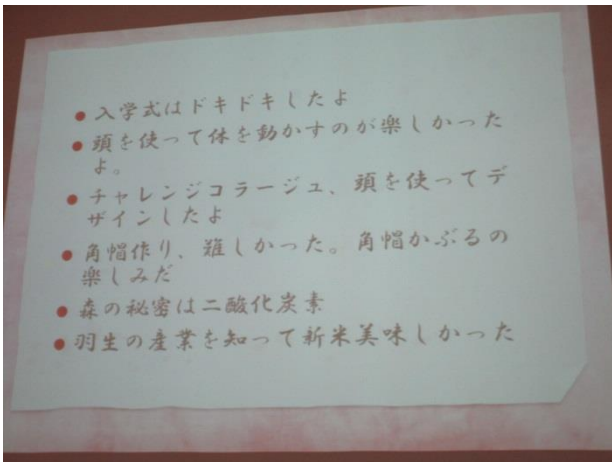 ● 入学式はドキドキしたよ
● 頭を使って体を動かすのが楽しかった
よ。
● チャレンジコラージュ、頭を使ってデ
ザインしたよ
● 角帽作り、難しかった。角帽かぶるの
楽しみだ
● 森の秘密は二酸化炭素
● 羽生の産業を知って新米美味しかった